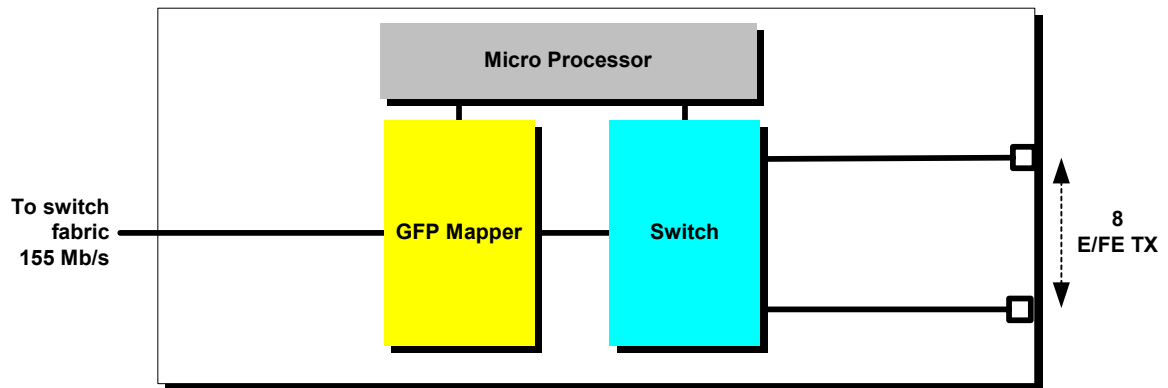 Micro Processor
To switch
fabric
155 Mb/s
GFP Mapper
Switch
8
E/FE TX